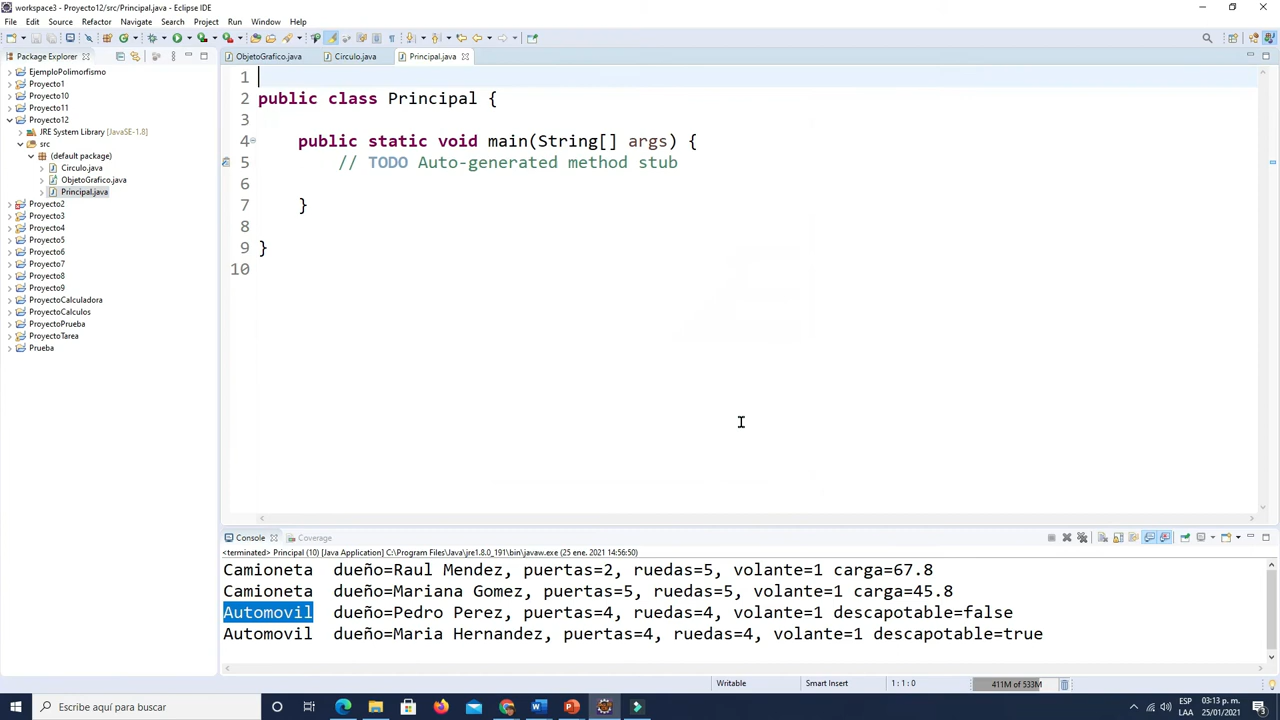 workspace3 - Proyecto12/src/Principal.java - Eclipse IDE
File Edit Source Refactor Navigate Search Project Run Window Help
Package Explorer
ObjetoGrafico.java Circulo.java Principal.java
EjemploPolimorfismo
Proyecto1
Proyecto10
Proyecto11
Proyecto12
JRE System Library [JavaSE-1.8]
src
(default package)
Circulo.java
ObjetoGrafico.java
Principal.java
Proyecto2
Proyecto3
Proyecto4
Proyecto5
Proyecto6
Proyecto7
Proyecto8
Proyecto9
ProyectoCalculadora
ProyectoCalculos
ProyectoPrueba
ProyectoTarea
Prueba
1
2 public class Principal {
3
4 public static void main(String[] args) {
5 // TODO Auto-generated method stub
6
7 }
8
9 }
10
Console Coverage
<terminated> Principal (10) [Java Application] C:\Program Files\Java\jre1.8.0_191\bin\javaw.exe (25 ene. 2021 14:56:50)
Camioneta dueño=Raul Mendez, puertas=2, ruedas=5, volante=1 carga=67.8
Camioneta dueño=Mariana Gomez, puertas=5, ruedas=5, volante=1 carga=45.8
Automovil dueño=Pedro Perez, puertas=4, ruedas=4, volante=1 descapotable=false
Automovil dueño=Maria Hernandez, puertas=4, ruedas=4, volante=1 descapotable=true
Writable Smart Insert 1 : 1 : 0 411M of 533M
Escribe aquí para buscar
ESP 03:13 p. m.
LAA 25/01/2021